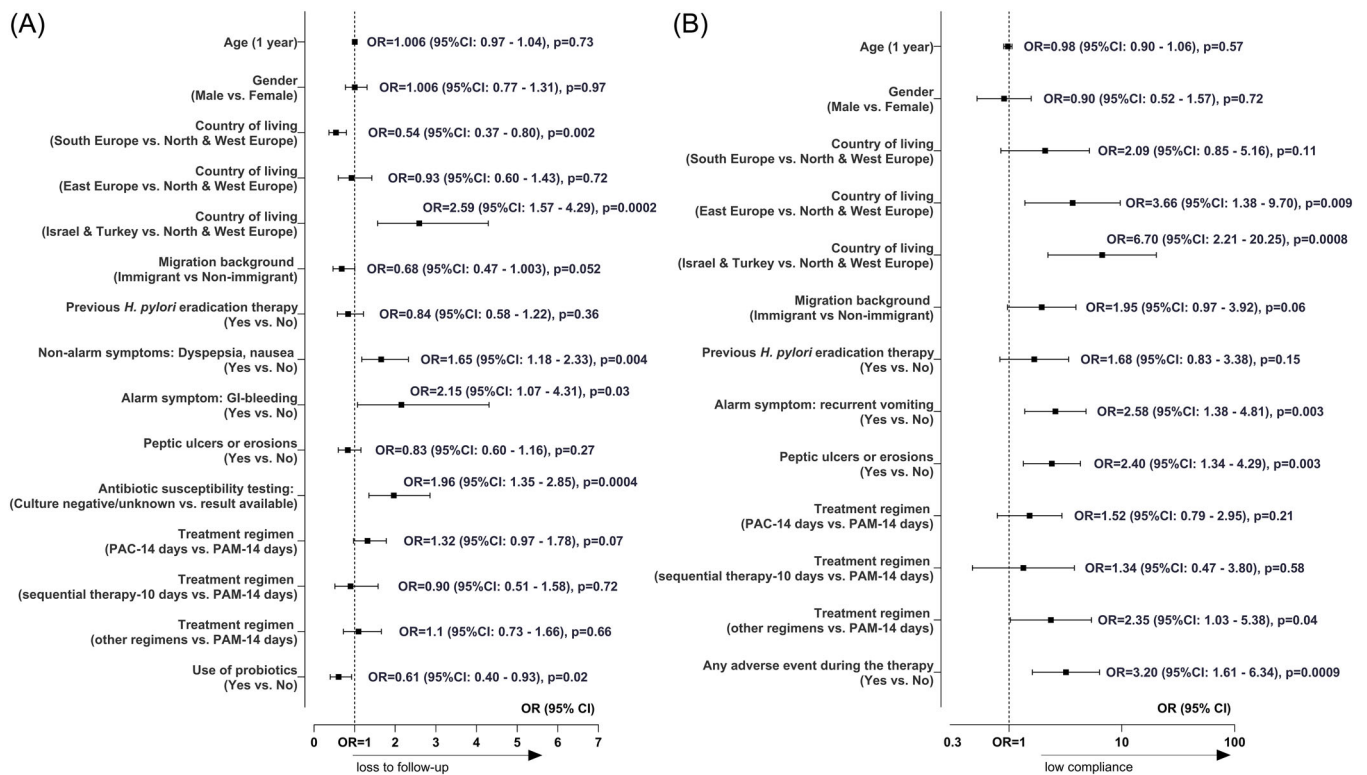 (A)
Age (1 year)
OR=1.006 (95%CI: 0.97 - 1.04), p=0.73
Gender
(Male vs. Female)
OR=1.006 (95%CI: 0.77 - 1.31), p=0.97
Country of living
(South Europe vs. North & West Europe)
OR=0.54 (95%CI: 0.37 - 0.80), p=0.002
Country of living
(East Europe vs. North & West Europe)
OR=0.93 (95%CI: 0.60 - 1.43), p=0.72
Country of living
(Israel & Turkey vs. North & West Europe)
OR=2.59 (95%CI: 1.57 - 4.29), p=0.0002
Migration background
(Immigrant vs Non-immigrant)
OR=0.68 (95%CI: 0.47 - 1.003), p=0.052
Previous H. pylori eradication therapy
(Yes vs. No)
OR=0.84 (95%CI: 0.58 - 1.22), p=0.36
Non-alarm symptoms: Dyspepsia, nausea
(Yes vs. No)
OR=1.65 (95%CI: 1.18 - 2.33), p=0.004
Alarm symptom: GI-bleeding
(Yes vs. No)
OR=2.15 (95%CI: 1.07 - 4.31), p=0.03
Peptic ulcers or erosions
(Yes vs. No)
OR=0.83 (95%CI: 0.60 - 1.16), p=0.27
Antibiotic susceptibility testing:
(Culture negative/unknown vs. result available)
OR=1.96 (95%CI: 1.35 - 2.85), p=0.0004
Treatment regimen
(PAC-14 days vs. PAM-14 days)
OR=1.32 (95%CI: 0.97 - 1.78), p=0.07
Treatment regimen
(sequential therapy-10 days vs. PAM-14 days)
OR=0.90 (95%CI: 0.51 - 1.58), p=0.72
Treatment regimen
(other regimens vs. PAM-14 days)
OR=1.1 (95%CI: 0.73 - 1.66), p=0.66
Use of probiotics
(Yes vs. No)
OR=0.61 (95%CI: 0.40 - 0.93), p=0.02
OR (95% CI)
0 OR=1 2 3 4 5 6 7
loss to follow-up
(B)
Age (1 year)
OR=0.98 (95%CI: 0.90 - 1.06), p=0.57
Gender
(Male vs. Female)
OR=0.90 (95%CI: 0.52 - 1.57), p=0.72
Country of living
(South Europe vs. North & West Europe)
OR=2.09 (95%CI: 0.85 - 5.16), p=0.11
Country of living
(East Europe vs. North & West Europe)
OR=3.66 (95%CI: 1.38 - 9.70), p=0.009
Country of living
(Israel & Turkey vs. North & West Europe)
OR=6.70 (95%CI: 2.21 - 20.25), p=0.0008
Migration background
(Immigrant vs Non-immigrant)
OR=1.95 (95%CI: 0.97 - 3.92), p=0.06
Previous H. pylori eradication therapy
(Yes vs. No)
OR=1.68 (95%CI: 0.83 - 3.38), p=0.15
Alarm symptom: recurrent vomiting
(Yes vs. No)
OR=2.58 (95%CI: 1.38 - 4.81), p=0.003
Peptic ulcers or erosions
(Yes vs. No)
OR=2.40 (95%CI: 1.34 - 4.29), p=0.003
Treatment regimen
(PAC-14 days vs. PAM-14 days)
OR=1.52 (95%CI: 0.79 - 2.95), p=0.21
Treatment regimen
(sequential therapy-10 days vs. PAM-14 days)
OR=1.34 (95%CI: 0.47 - 3.80), p=0.58
Treatment regimen
(other regimens vs. PAM-14 days)
OR=2.35 (95%CI: 1.03 - 5.38), p=0.04
Any adverse event during the therapy
(Yes vs. No)
OR=3.20 (95%CI: 1.61 - 6.34), p=0.0009
OR (95% CI)
0.3 OR=1 10 100
low compliance